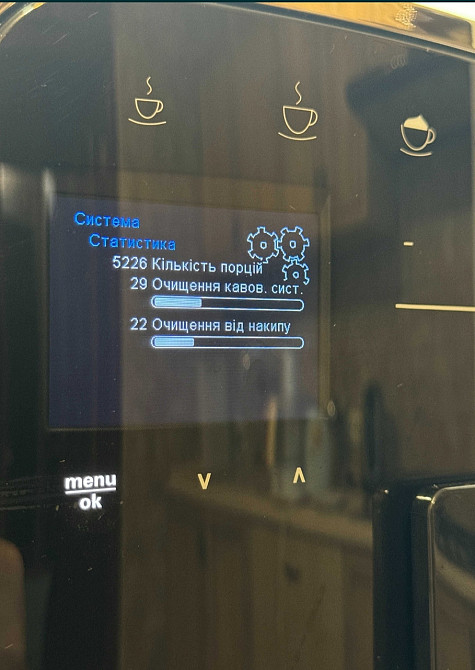 Система
Статистика
5226 Кількість порцій
29 Очищення кавов. сист.
22 Очищення від накипу
menu
ok